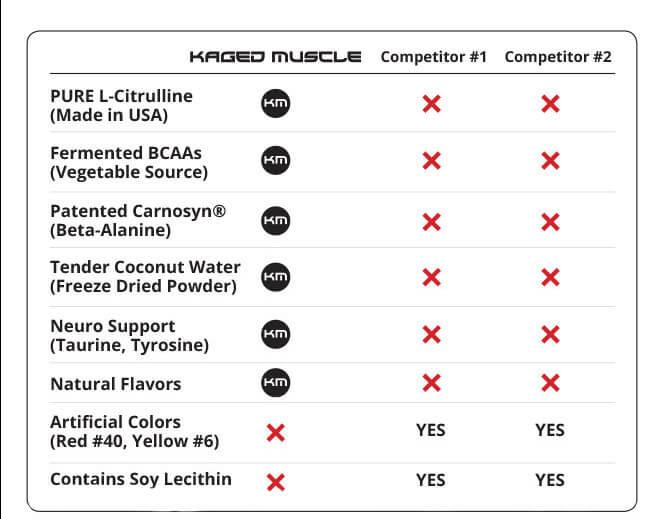 KAGED MUSCLE Competitor #1 Competitor #2
PURE L-Citrulline
(Made in USA)
KM
Fermented BCAAs
(Vegetable Source)
KM
Patented Carnosyn®
(Beta-Alanine)
KM
Tender Coconut Water
(Freeze Dried Powder)
KM
Neuro Support
(Taurine, Tyrosine)
KM
Natural Flavors KM
Artificial Colors
(Red #40, Yellow #6)
YES YES
Contains Soy Lecithin YES YES